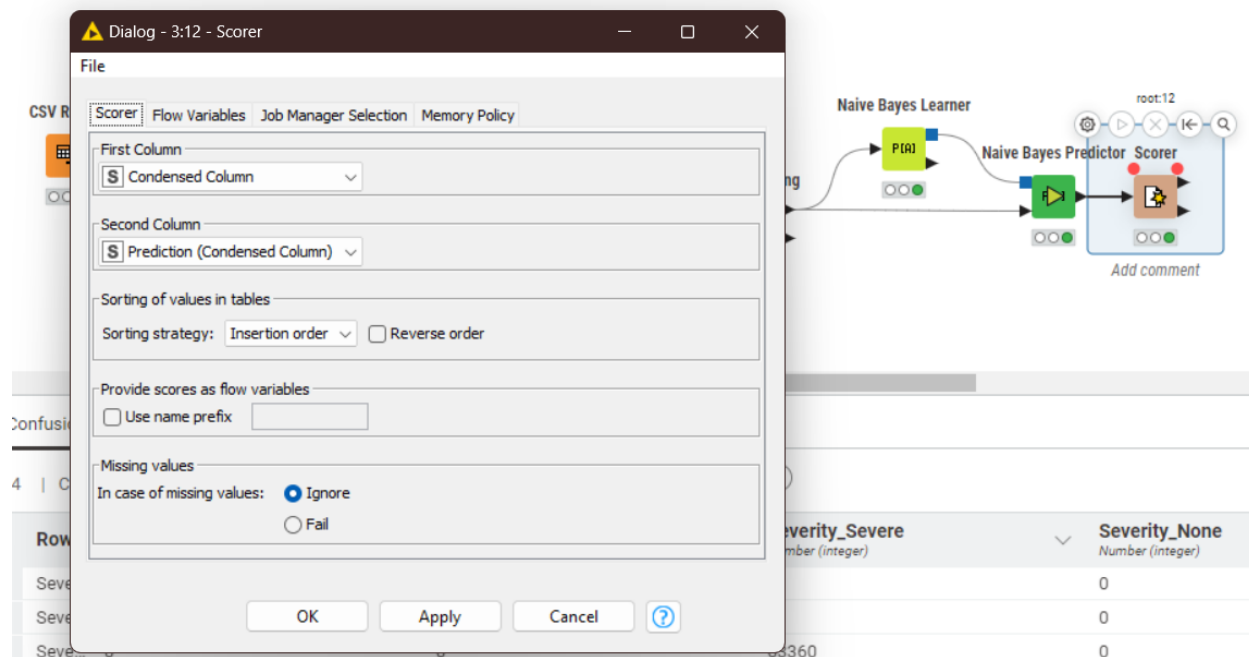 Dialog - 3:12 - Scorer
File
Scorer Flow Variables Job Manager Selection Memory Policy
First Column
S Condensed Column
Second Column
S Prediction (Condensed Column)
Sorting of values in tables
Sorting strategy: Insertion order Reverse order
Provide scores as flow variables
Use name prefix
Missing values
In case of missing values: Ignore
Fail
OK Apply Cancel ?
CSV R
Naive Bayes Learner
P[A]
root:12
Naive Bayes Predictor Scorer
ng
Add comment
Confusi
4 | C
Row
everity_Severe Severity_None
mber (integer) Number (integer)
Seve 0
Seve 0
Seve 3360 0